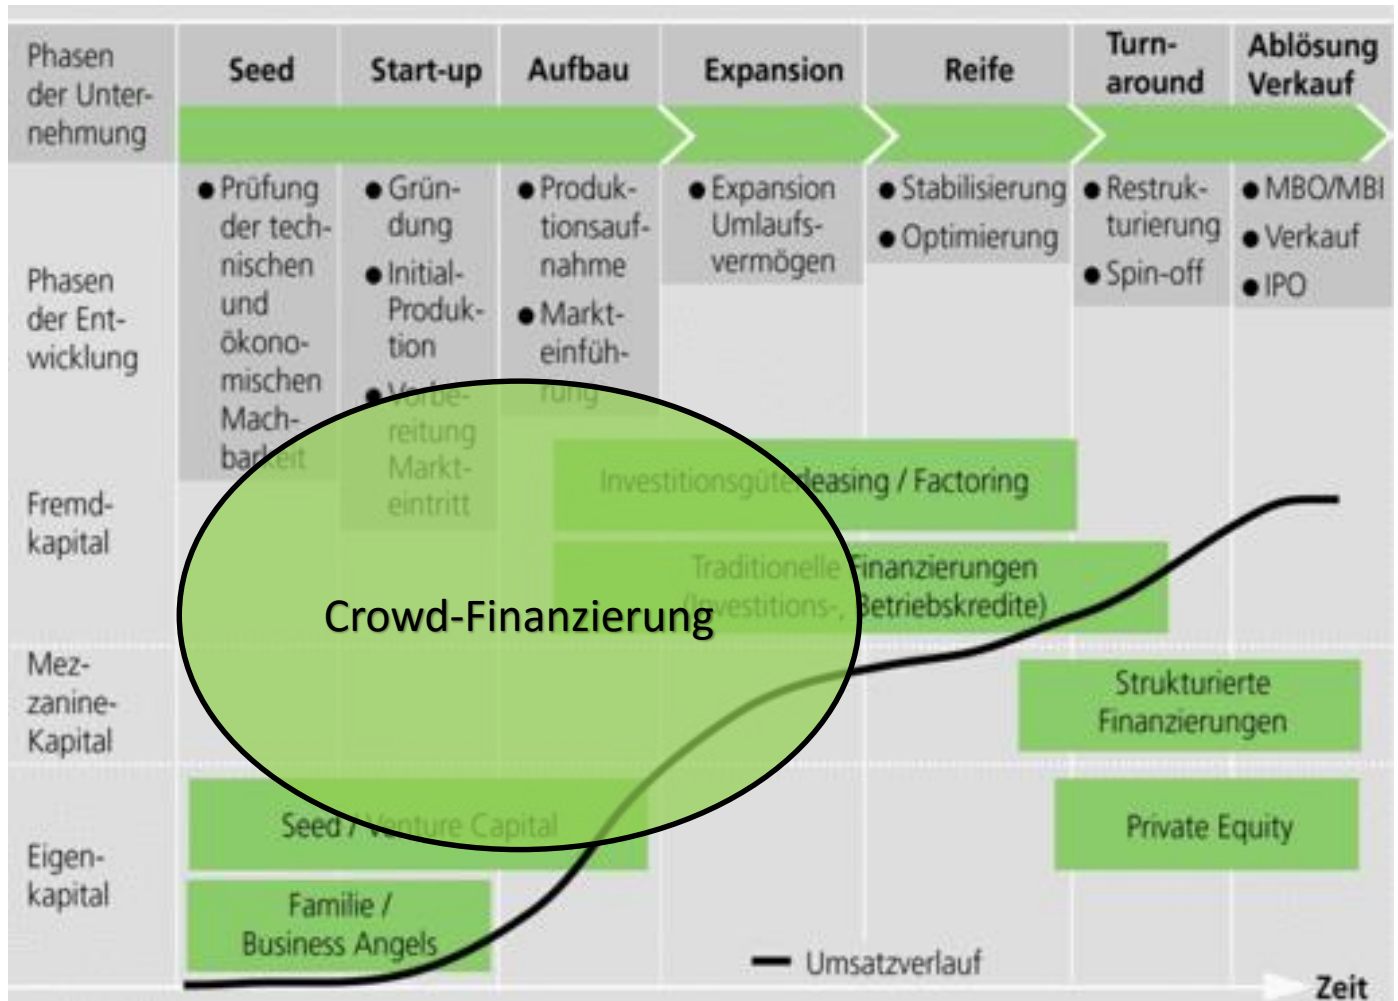 Phasen
der Unter-
nehmung
Seed
Start-up
Aufbau
Expansion
Reife
Turn-
around
Ablösung
Verkauf
Phasen
der Ent-
wicklung
● Prüfung
der tech-
nischen
und
ökono-
mischen
Mach-
barkeit
● Grün-
dung
● Initial-
Produk-
tion
● Vorbe-
reitung
Markt-
eintritt
● Produk-
tionsauf-
nahme
● Markt-
einfüh-
rung
● Expansion
Umlaufs-
vermögen
● Stabilisierung
● Optimierung
● Restruk-
turierung
● Spin-off
● MBO/MBI
● Verkauf
● IPO
Fremd-
kapital
Investitionsgüterleasing / Factoring
Traditionelle Finanzierungen
(Investitions-, Betriebskredite)
Crowd-Finanzierung
Mez-
zanine-
Kapital
Strukturierte
Finanzierungen
Eigen-
kapital
Seed / Venture Capital
Private Equity
Familie /
Business Angels
Umsatzverlauf
Zeit